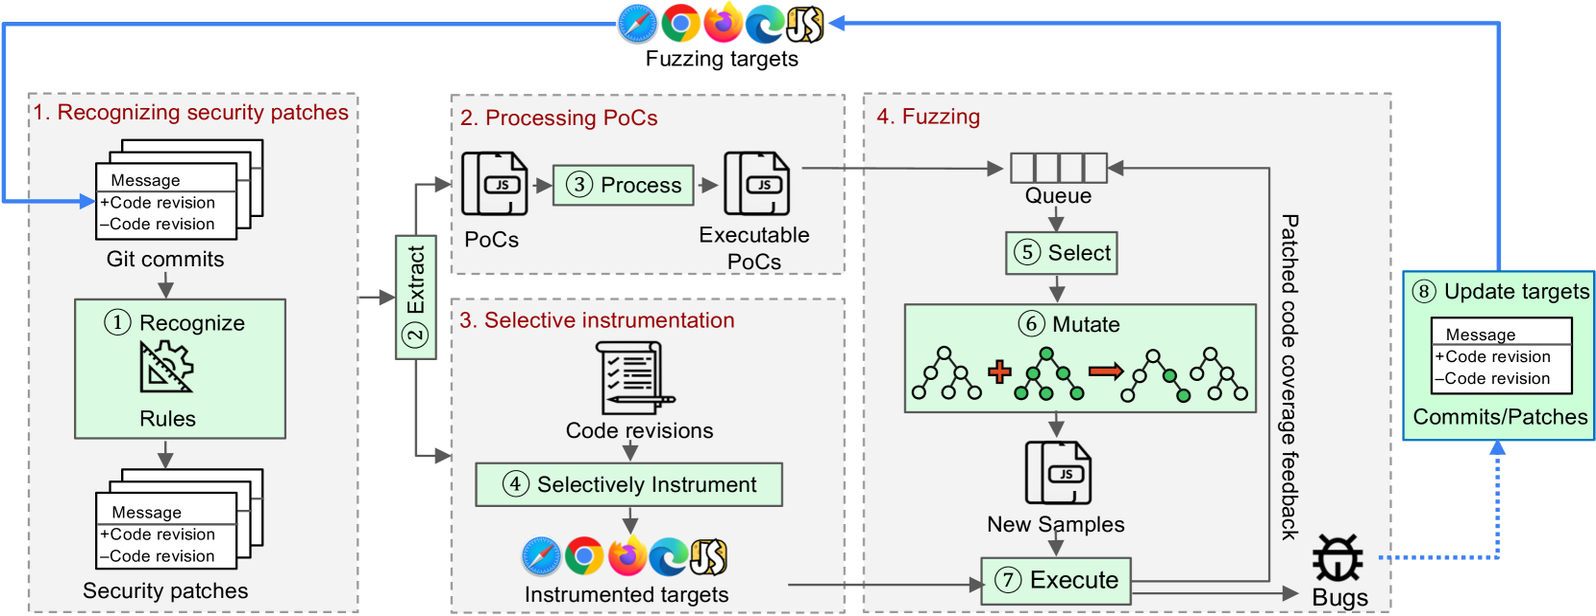 JS
Fuzzing targets
1. Recognizing security patches
Message
+Code revision
–Code revision
Git commits
① Recognize
Rules
Message
+Code revision
–Code revision
Security patches
② Extract
2. Processing PoCs
JS
PoCs
③ Process
JS
Executable
PoCs
3. Selective instrumentation
Code revisions
④ Selectively Instrument
JS
Instrumented targets
4. Fuzzing
Queue
⑤ Select
⑥ Mutate
JS
New Samples
⑦ Execute
Patched code coverage feedback
Bugs
⑧ Update targets
Message
+Code revision
–Code revision
Commits/Patches